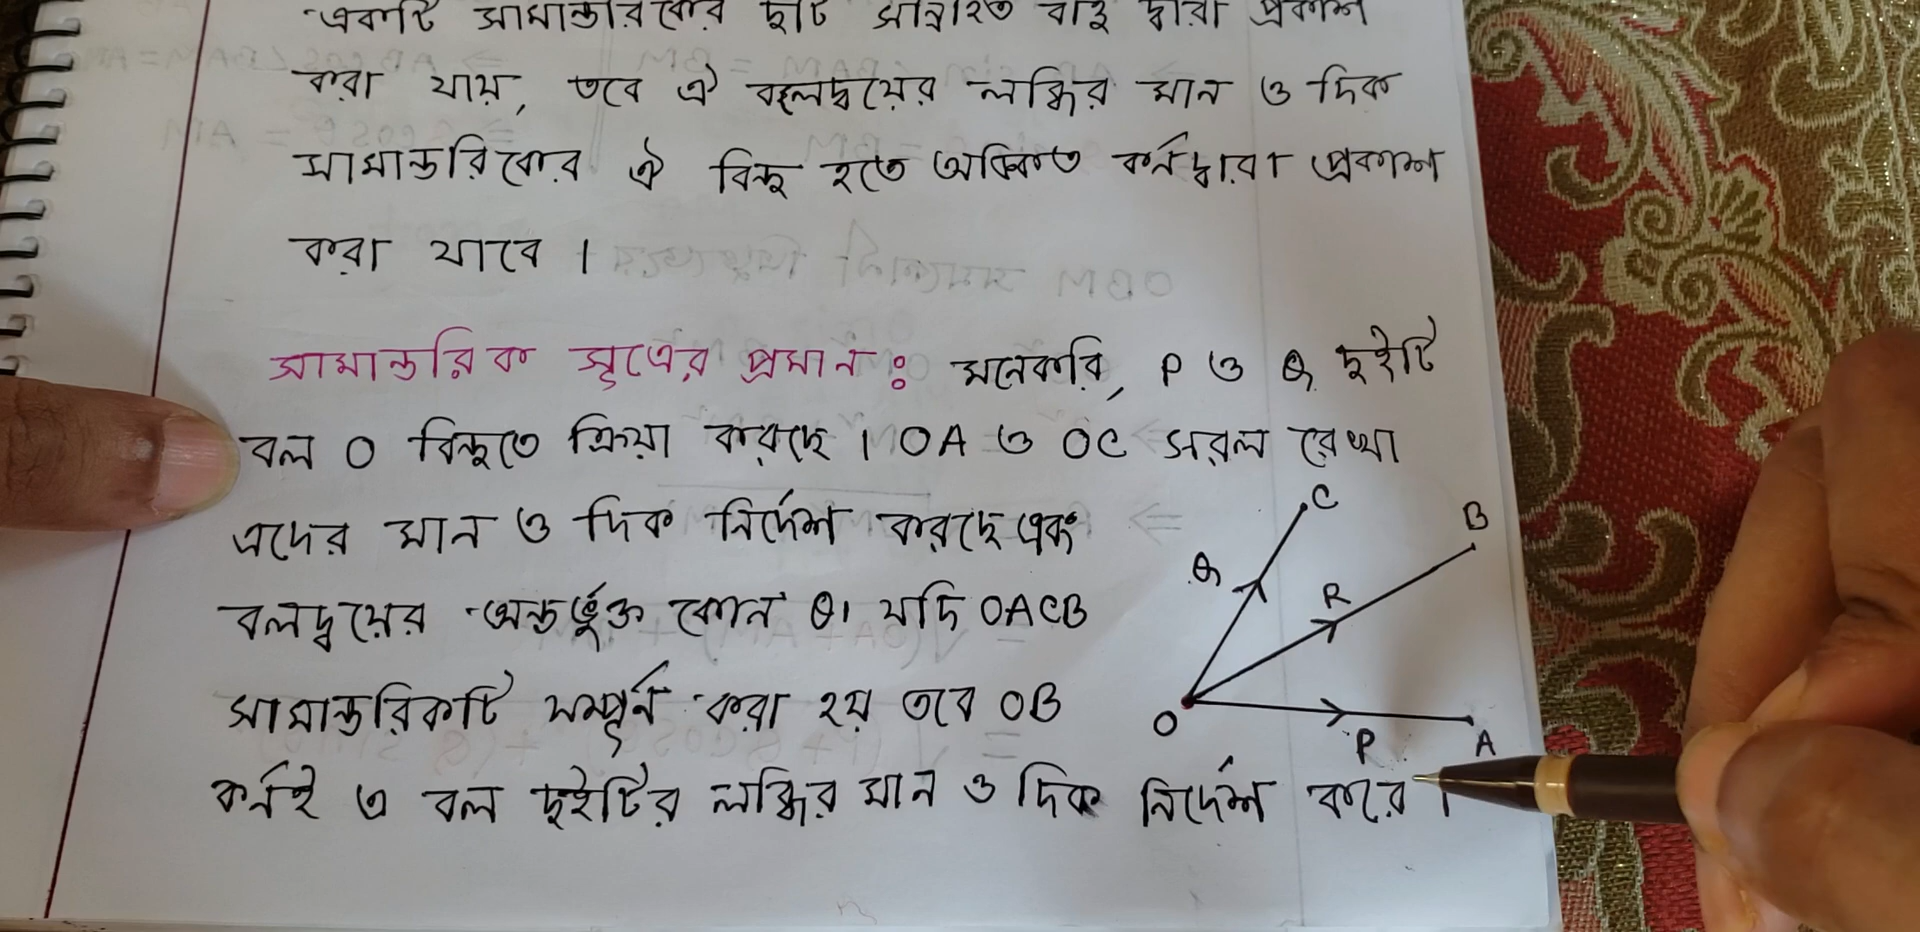 একটি সামান্তরিকের দুটি সন্নিহিত বাহু দ্বারা প্রকাশ
করা যায়, তবে ঐ বলদ্বয়ের লব্ধির মান ও দিক
সামান্তরিকের ঐ বিন্দু হতে অঙ্কিত কর্নদ্বারা প্রকাশ
করা যাবে ।
সামান্তরিক সূত্রের প্রমান : মনেকরি, P ও Q দুইটি
বল O বিন্দুতে ক্রিয়া করছে । OA ও OC সরল রেখা
এদের মান ও দিক নির্দেশ করছে এবং
বলদ্বয়ের অন্তর্ভুক্ত কোন θ। যদি OACB
সামান্তরিকটি সম্পূর্ন করা হয় তবে OB
কর্নই এ বল দুইটির লব্ধির মান ও দিক নির্দেশ করে ।
C
B
Q
R
O
P
A